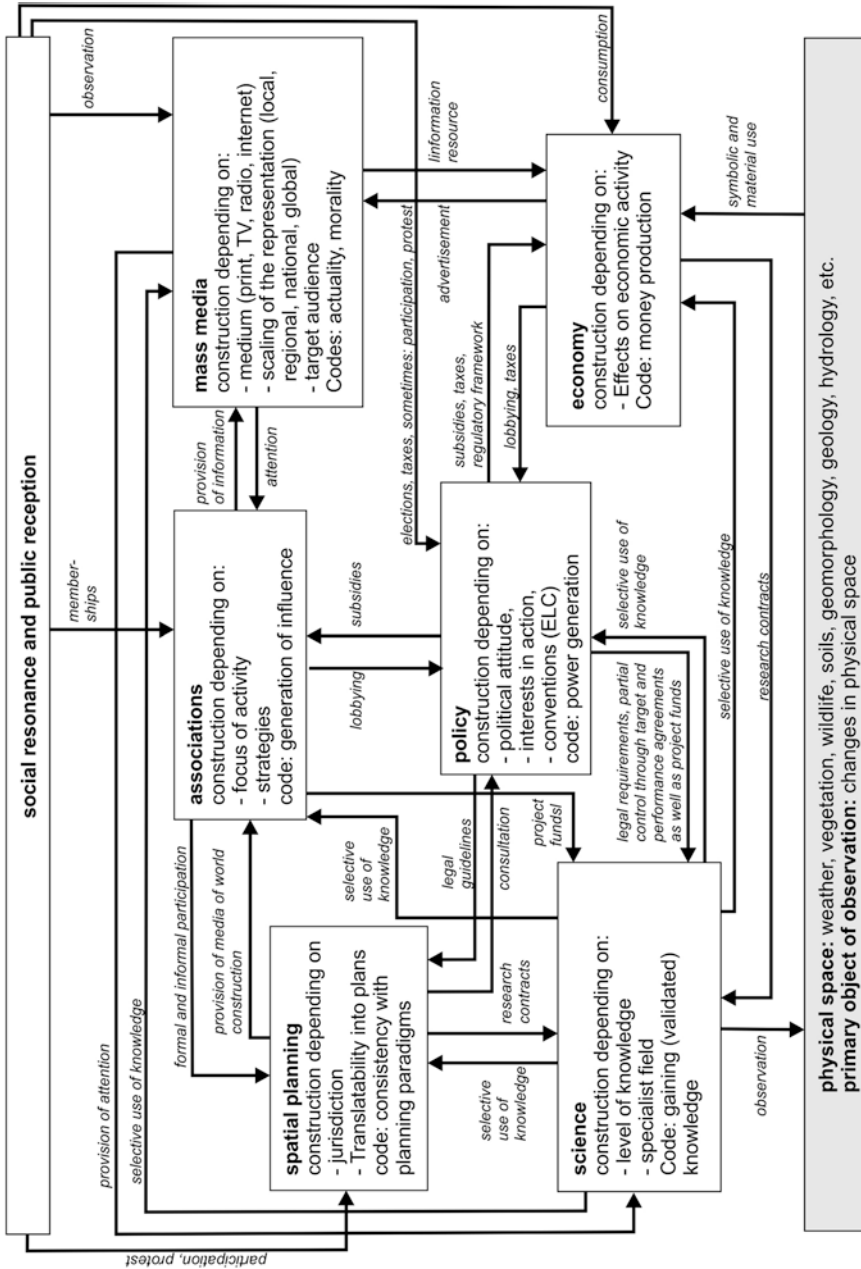 social resonance and public reception
participation, protest
provision of attention
selective use of knowledge
formal and informal participation
provision of media of world
construction
member-
ships
observation
elections, taxes, sometimes: participation, protest
consumption
spatial planning
construction depending on
- jurisdiction
- Translatability into plans
code: consistency with
planning paradigms
associations
construction depending on:
- focus of activity
- strategies
code: generation of influence
provision
of information
attention
mass media
construction depending on:
- medium (print, TV, radio, internet)
- scaling of the representation (local,
regional, national, global)
- target audience
Codes: actuality, morality
selective
use of
knowledge
lobbying
subsidies
advertisement
Iinformation
resource
legal
guidelines
consultation
project
fundsl
policy
construction depending on:
- political attitude,
- interests in action,
- conventions (ELC)
code: power generation
subsidies, taxes,
regulatory framework
lobbying, taxes
economy
construction depending on:
- Effects on economic activity
Code: money production
selective
use of
knowledge
research
contracts
science
construction depending on:
- level of knowledge
- specialist field
Code: gaining (validated)
knowledge
legal requirements, partial
control through target and
performance agreements
as well as project funds
selective use of
knowledge
selective use of knowledge
research contracts
observation
symbolic and
material use
physical space: weather, vegetation, wildlife, soils, geomorphology, geology, hydrology, etc.
primary object of observation: changes in physical space